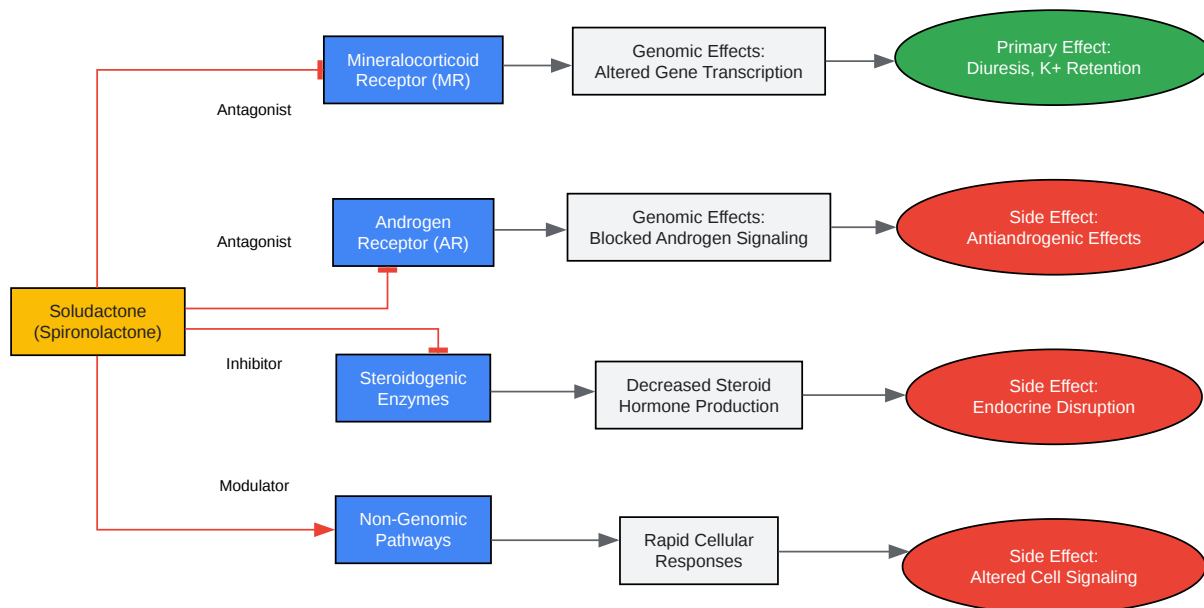 Mineralocorticoid
Receptor (MR)
Genomic Effects:
Altered Gene Transcription
Primary Effect:
Diuresis, K+ Retention
Antagonist
Androgen
Receptor (AR)
Genomic Effects:
Blocked Androgen Signaling
Side Effect:
Antiandrogenic Effects
Antagonist
Soludactone
(Spironolactone)
Inhibitor
Steroidogenic
Enzymes
Decreased Steroid
Hormone Production
Side Effect:
Endocrine Disruption
Modulator
Non-Genomic
Pathways
Rapid Cellular
Responses
Side Effect:
Altered Cell Signaling